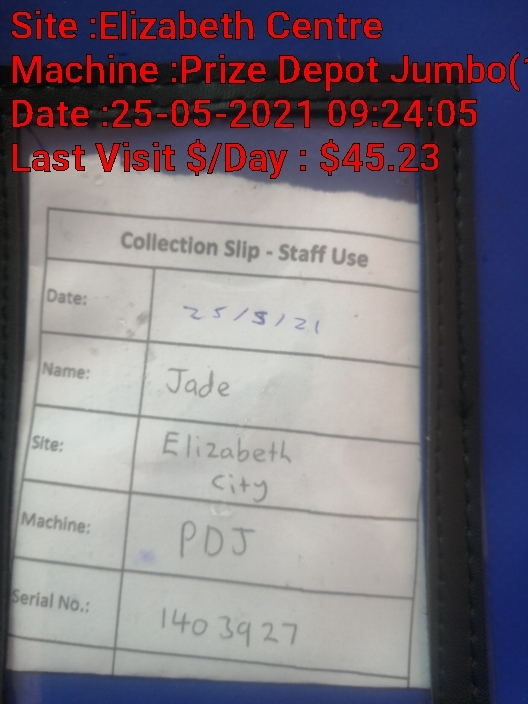 Site :Elizabeth Centre
Machine :Prize Depot Jumbo(
Date :25-05-2021 09:24:05
Last Visit $/Day : $45.23
Collection Slip - Staff Use
Date: 25/5/21
Name: Jade
Site: Elizabeth
City
Machine: PDJ
Serial No.: 1403927